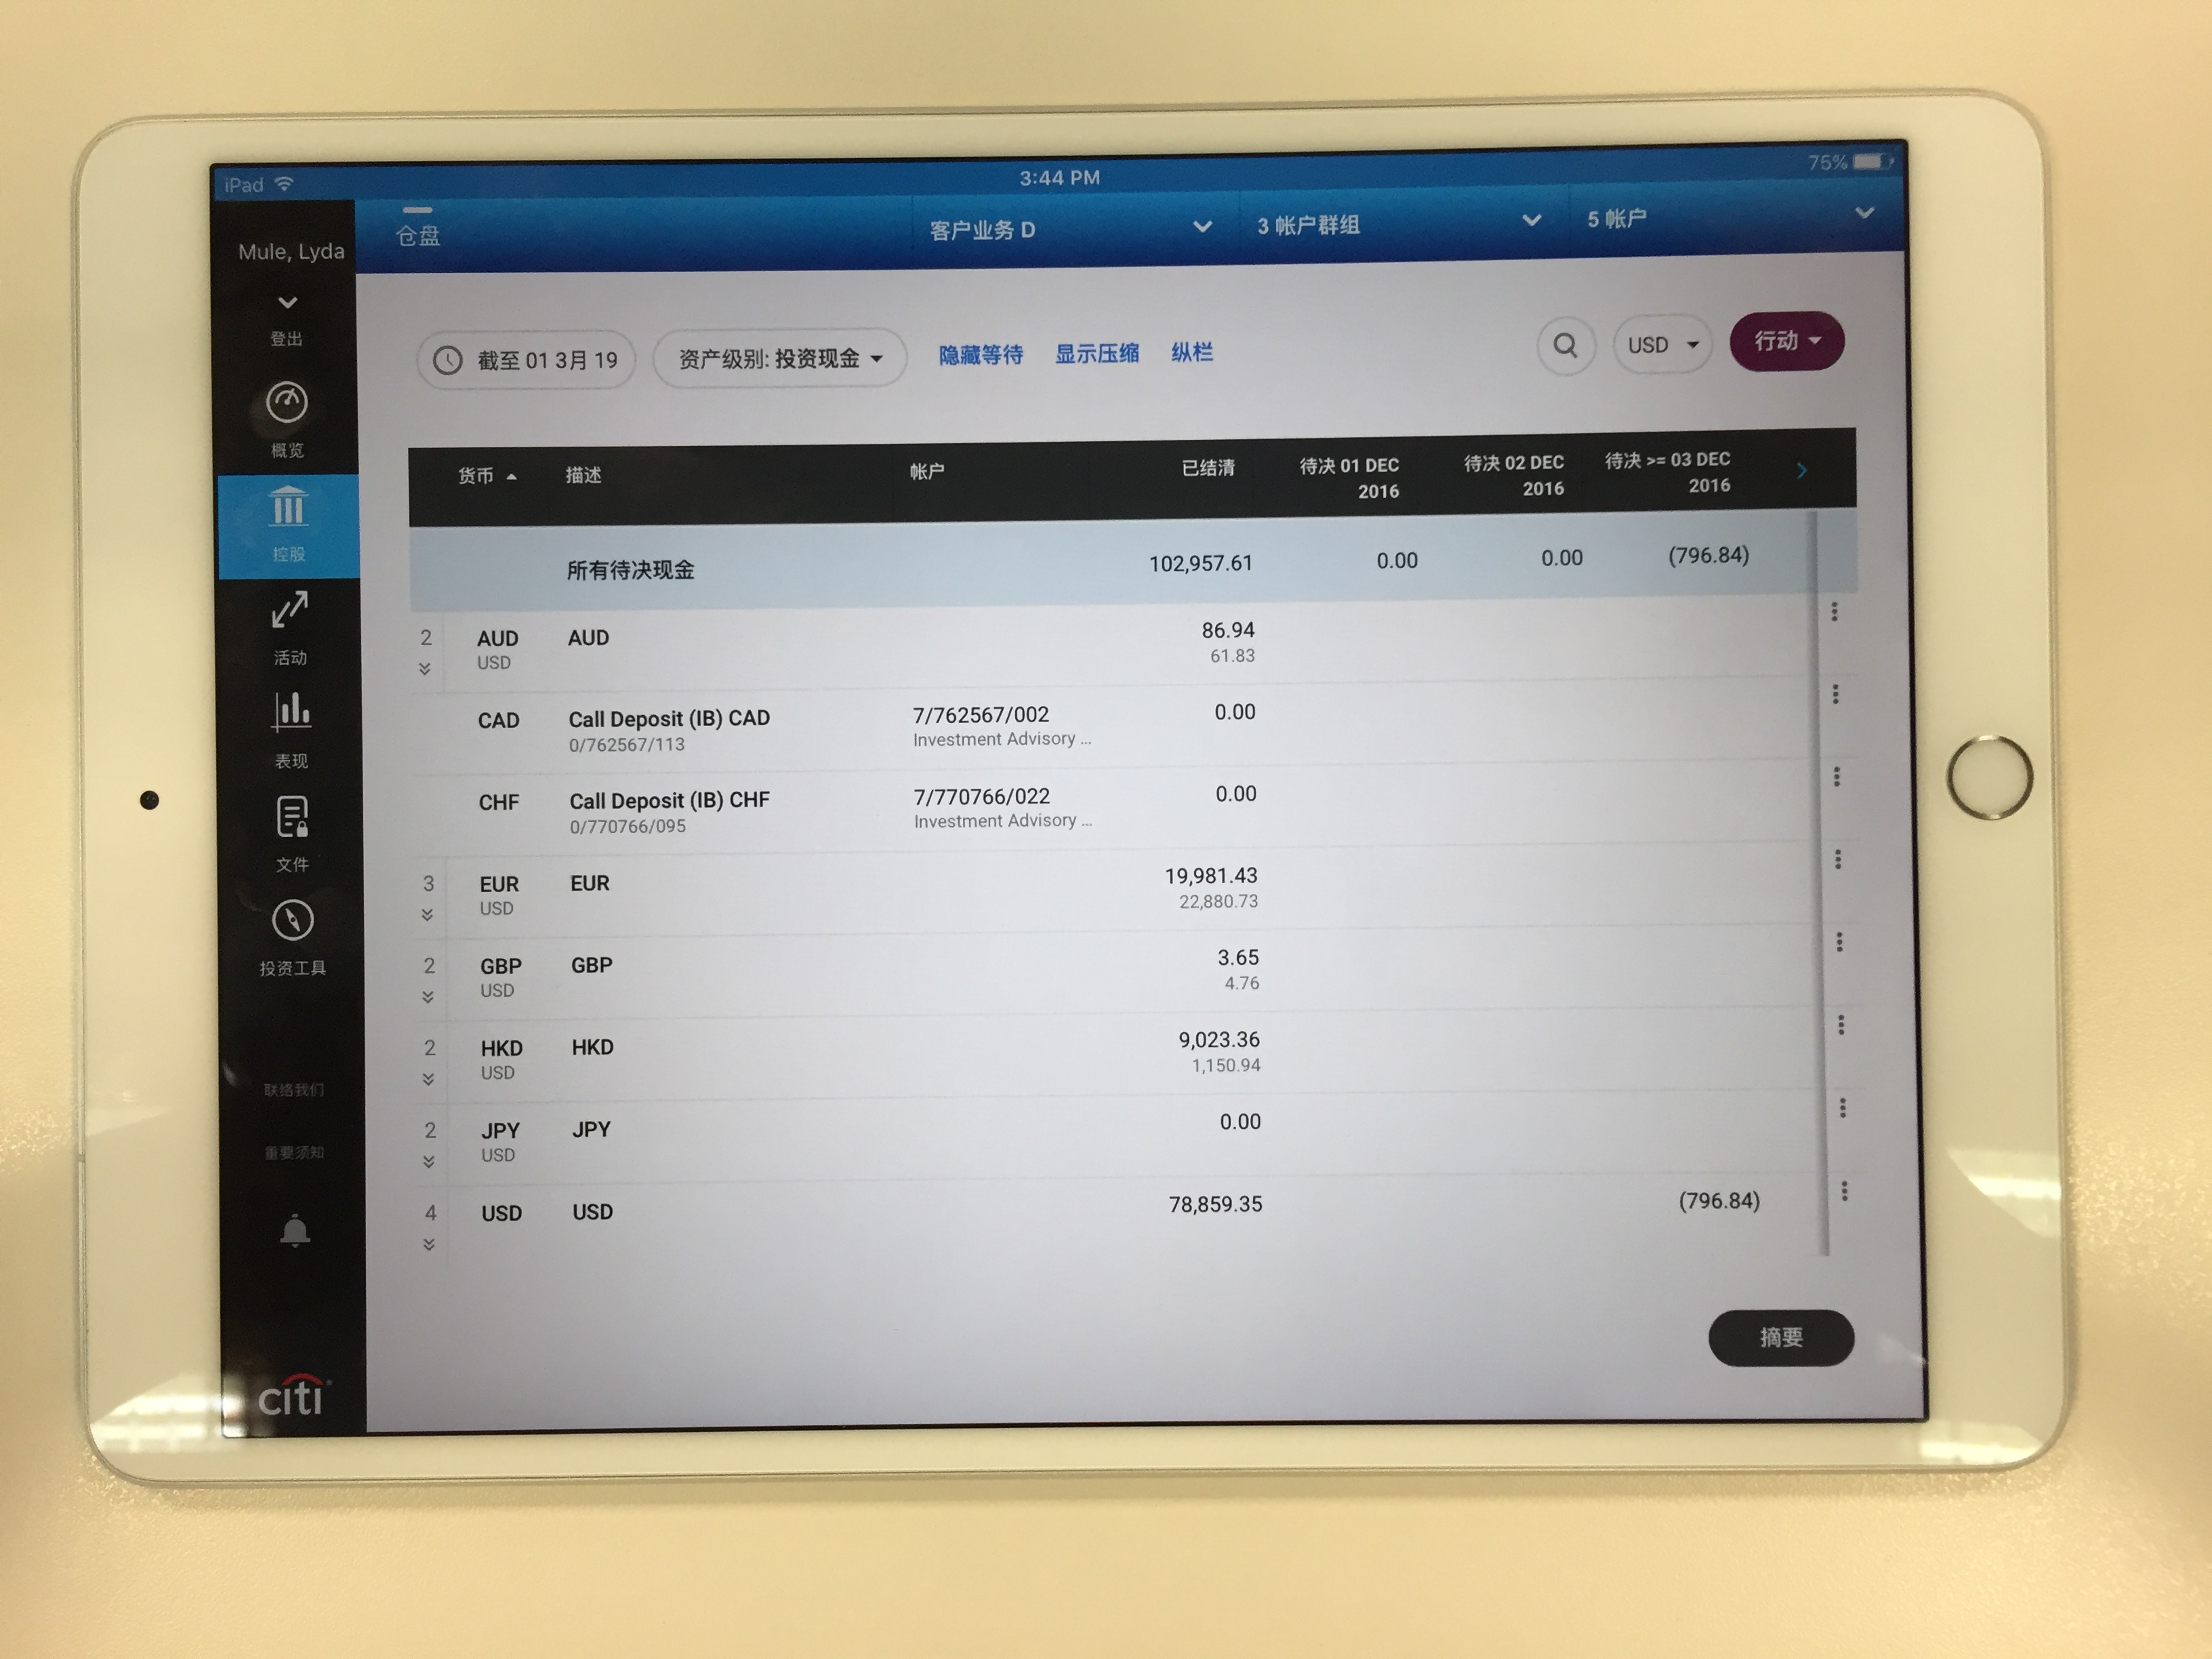 iPad
3:44 PM
75%
Mule, Lyda
登出
概览
控股
活动
表现
文件
投资工具
联络我们
重要须知
citi
仓盘
客户业务 D
3 帐户群组
5 帐户
截至 01 3月 19
资产级别: 投资现金
隐藏等待
显示压缩
纵栏
USD
行动
货币 描述 帐户 已结清 待决 01 DEC 2016 待决 02 DEC 2016 待决 >= 03 DEC 2016
所有待决现金 102,957.61 0.00 0.00 (796.84)
2 AUD AUD 86.94
USD 61.83
CAD Call Deposit (IB) CAD 7/762567/002 0.00
0/762567/113 Investment Advisory ...
CHF Call Deposit (IB) CHF 7/770766/022 0.00
0/770766/095 Investment Advisory ...
3 EUR EUR 19,981.43
USD 22,880.73
2 GBP GBP 3.65
USD 4.76
2 HKD HKD 9,023.36
USD 1,150.94
2 JPY JPY 0.00
USD
4 USD USD 78,859.35 (796.84)
摘要